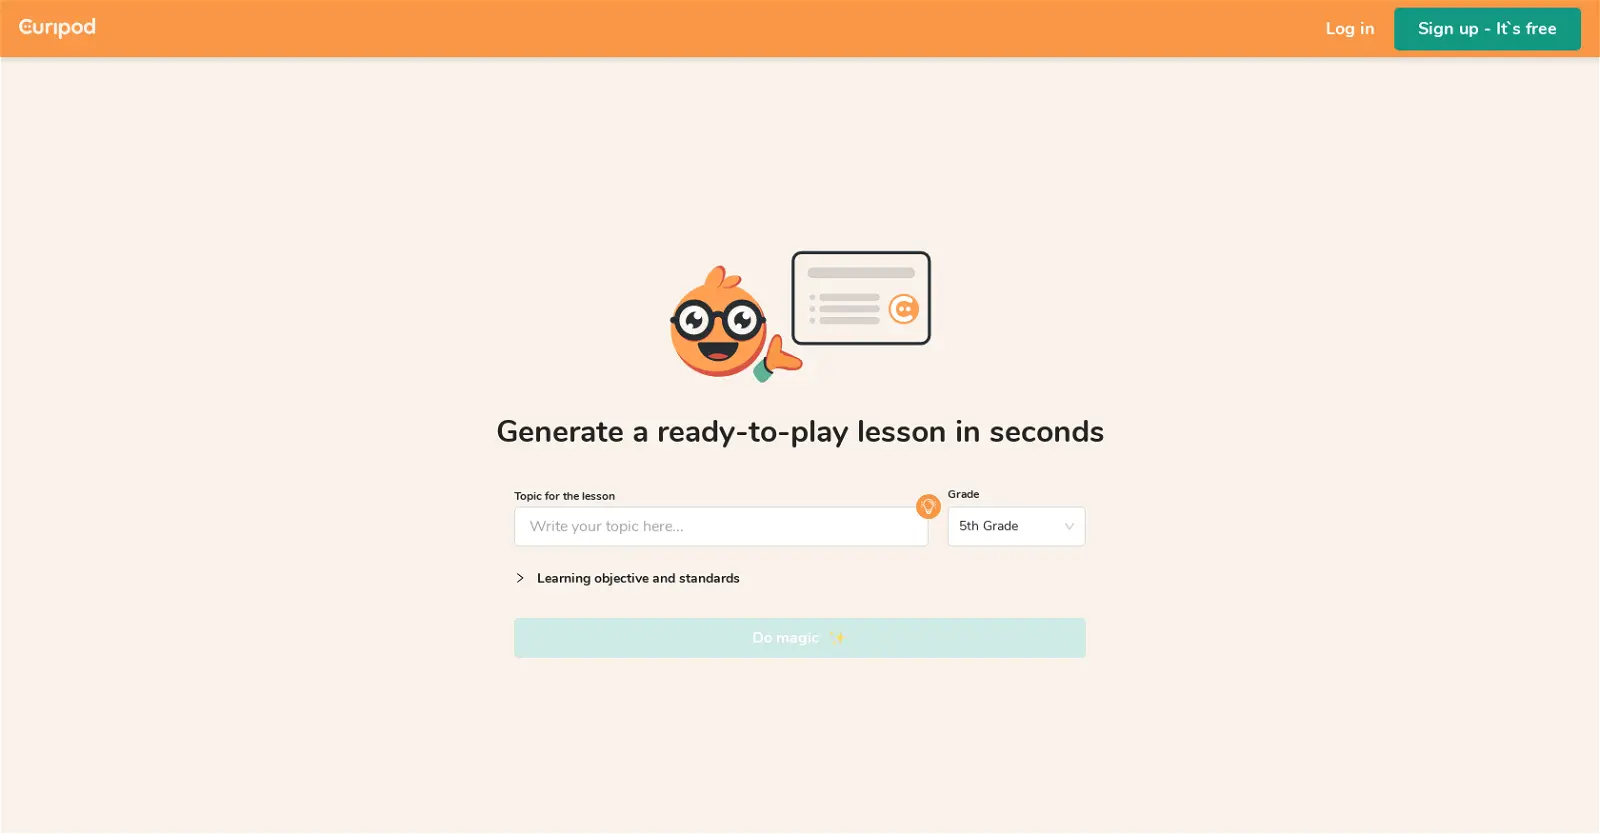 Curipod
Log in
Sign up - It`s free
Generate a ready-to-play lesson in seconds
Topic for the lesson
Grade
Write your topic here...
5th Grade
Learning objective and standards
Do magic ✨